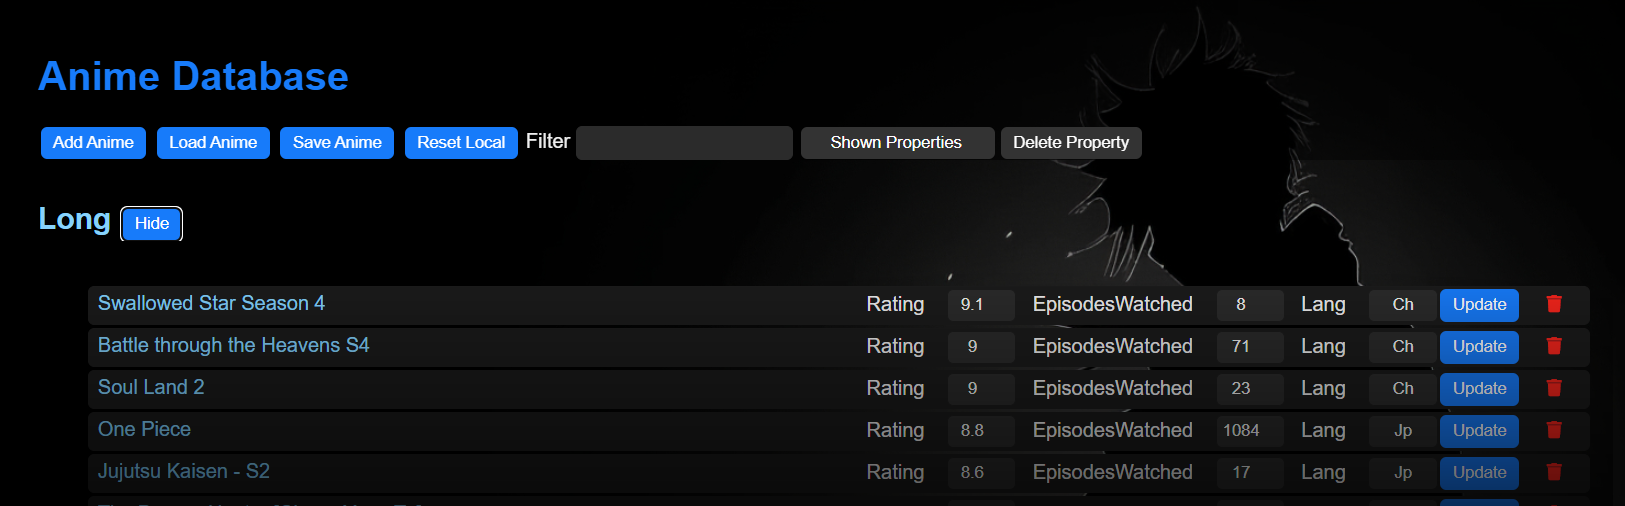 Anime Database
Add Anime Load Anime Save Anime Reset Local Filter Shown Properties Delete Property
Long Hide
Swallowed Star Season 4 Rating 9.1 EpisodesWatched 8 Lang Ch Update
Battle through the Heavens S4 Rating 9 EpisodesWatched 71 Lang Ch Update
Soul Land 2 Rating 9 EpisodesWatched 23 Lang Ch Update
One Piece Rating 8.8 EpisodesWatched 1084 Lang Jp Update
Jujutsu Kaisen - S2 Rating 8.6 EpisodesWatched 17 Lang Jp Update